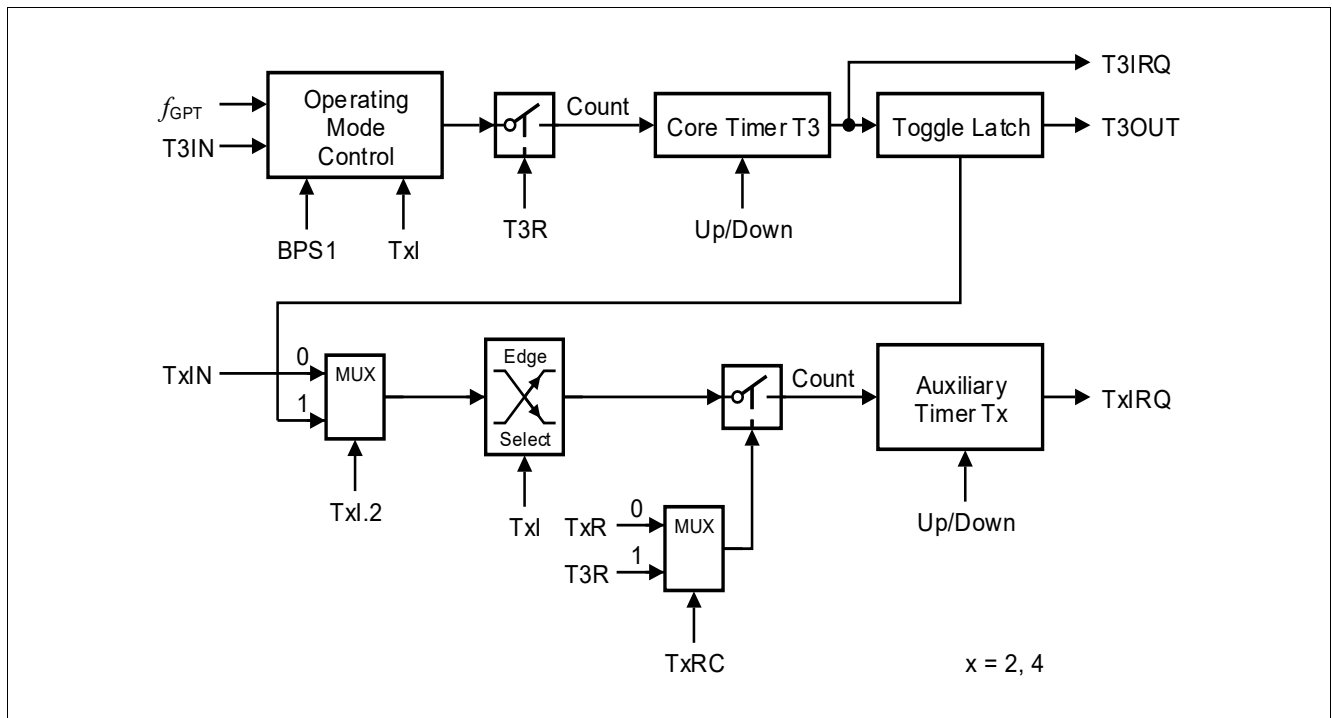 f GPT
T3IN
Operating
Mode
Control
BPS1
TxI
T3R
Count
Core Timer T3
Up/Down
Toggle Latch
T3IRQ
T3OUT
TxIN
0
1
MUX
TxI.2
Edge
Select
TxI
TxR
T3R
0
1
MUX
TxRC
Count
Auxiliary
Timer Tx
Up/Down
TxIRQ
x = 2, 4